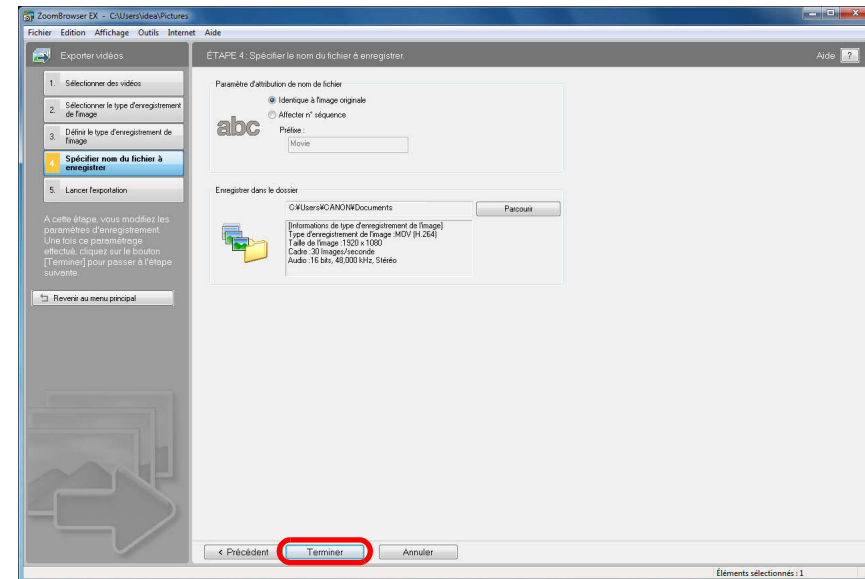 ZoomBrowser EX - C:\Users\idea\Pictures
Fichier Edition Affichage Outils Internet Aide
Exporter vidéos
ÉTAPE 4 : Spécifier le nom du fichier à enregistrer.
Aide ?
1. Sélectionner des vidéos
2. Sélectionner le type d'enregistrement
de l'image
3. Définir le type d'enregistrement de
l'image
4. Spécifier nom du fichier à
enregistrer
5. Lancer l'exportation
A cette étape, vous modifiez les
paramètres d'enregistrement.
Une fois ce paramétrage
effectué, cliquez sur le bouton
[Terminer] pour passer à l'étape
suivante.
Revenir au menu principal
Paramètre d'attribution de nom de fichier
Identique à l'image originale
Affecter n° séquence
abc
Préfixe :
Movie
Enregistrer dans le dossier
C:¥Users¥CANON¥Documents
Parcourir
[Informations de type d'enregistrement de l'image]
Type d'enregistrement de l'image :MOV (H.264)
Taille de l'image :1920 x 1080
Cadre :30 Images/seconde
Audio :16 bits, 48,000 kHz, Stéréo
< Précédent
Terminer
Annuler
Éléments sélectionnés : 1